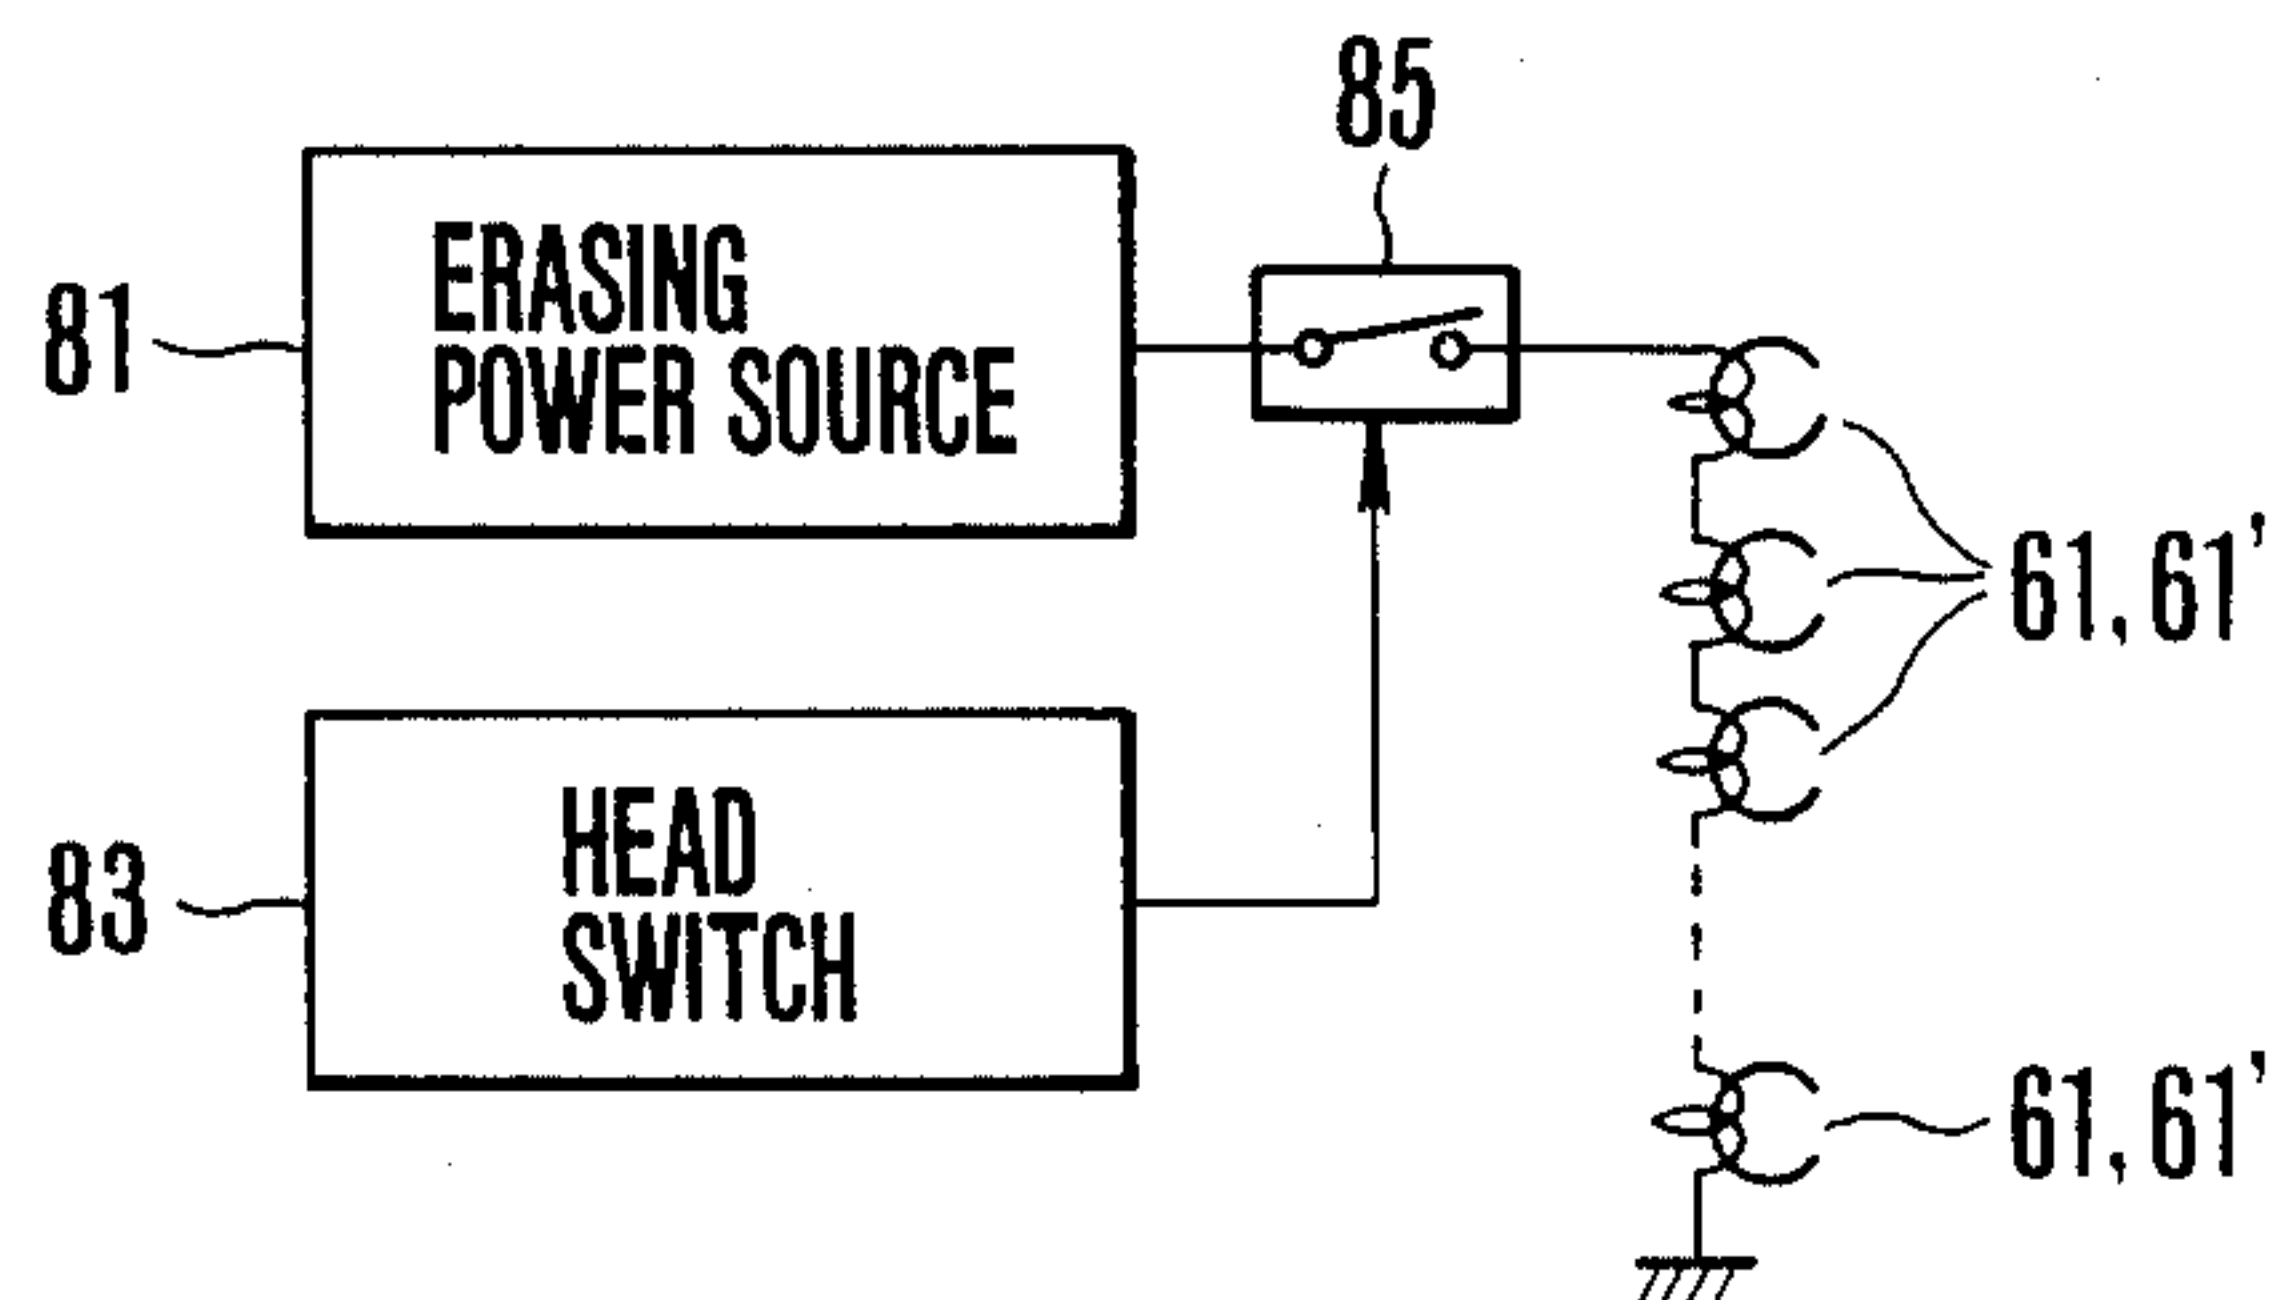 85
81
ERASING
POWER SOURCE
61, 61'
83
HEAD
SWITCH
61, 61'